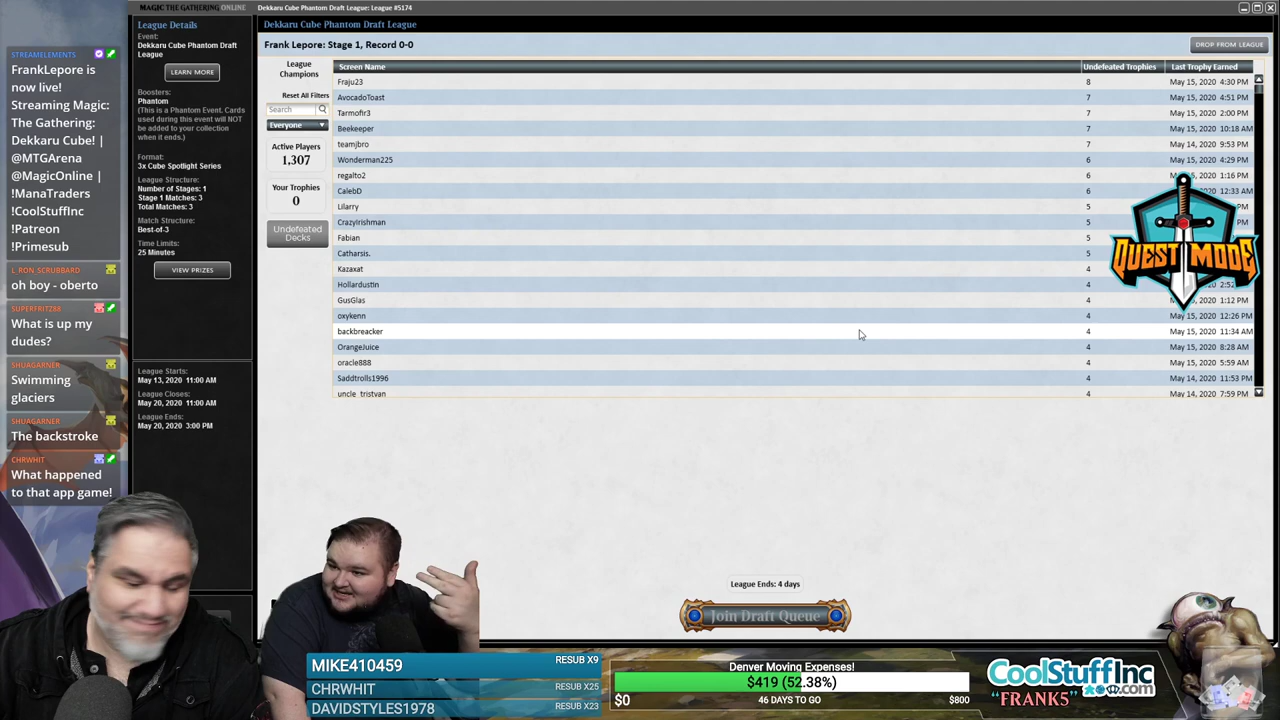 MAGIC THE GATHERING ONLINE
Dekkaru Cube Phantom Draft League: League #5174
STREAMELEMENTS
FrankLepore is
now live!
Streaming Magic:
The Gathering:
Dekkaru Cube! |
@MTGArena
@MagicOnline |
!ManaTraders
!CoolStuffInc
!Patreon
!Primesub
L_RON_SCRUBBARD
oh boy - oberto
SUPERFRITZ88
What is up my
dudes?
SHUAGARNER
Swimming
glaciers
SHUAGARNER
The backstroke
CHRWHIT
What happened
to that app game!
League Details
Event:
Dekkaru Cube Phantom Draft
League
LEARN MORE
Boosters:
Phantom
(This is a Phantom Event. Cards
used during this event will NOT
be added to your collection
when it ends.)
Format:
3x Cube Spotlight Series
League Structure:
Number of Stages: 1
Stage 1 Matches: 3
Total Matches: 3
Match Structure:
Best-of-3
Time Limits:
25 Minutes
VIEW PRIZES
League Starts:
May 13, 2020 11:00 AM
League Closes:
May 20, 2020 11:00 AM
League Ends:
May 20, 2020 3:00 PM
Dekkaru Cube Phantom Draft League
Frank Lepore: Stage 1, Record 0-0
DROP FROM LEAGUE
League
Champions
Reset All Filters
Search
Everyone
Active Players
1,307
Your Trophies
0
Undefeated
Decks
Screen Name Undefeated Trophies Last Trophy Earned
Fraju23 8 May 15, 2020 4:30 PM
AvocadoToast 7 May 15, 2020 4:51 PM
Tarmofir3 7 May 15, 2020 2:00 PM
Beekeeper 7 May 15, 2020 10:18 AM
teamjbro 7 May 14, 2020 9:53 PM
Wonderman225 6 May 15, 2020 4:29 PM
regalto2 6 May 15, 2020 1:16 PM
CalebD 6 May 15, 2020 12:33 AM
Lilarry 5 PM
CrazyIrishman 5 PM
Fabian 5
Catharsis. 5
Kazaxat 4
Hollardustin 4
GusGlas 4 2020 1:12 PM
oxykenn 4 May 15, 2020 12:26 PM
backbreacker 4 May 15, 2020 11:34 AM
OrangeJuice 4 May 15, 2020 8:28 AM
oracle888 4 May 15, 2020 5:59 AM
Saddtrolls1996 4 May 14, 2020 11:53 PM
uncle_tristvan 4 May 14, 2020 7:59 PM
QUEST MODE
League Ends: 4 days
Join Draft Queue
MIKE410459 RESUB X9
CHRWHIT RESUB X25
DAVIDSTYLES1978 RESUB X23
Denver Moving Expenses!
$419 (52.38%)
$0 46 DAYS TO GO $800
CoolStuffInc
.com
"FRANK5"